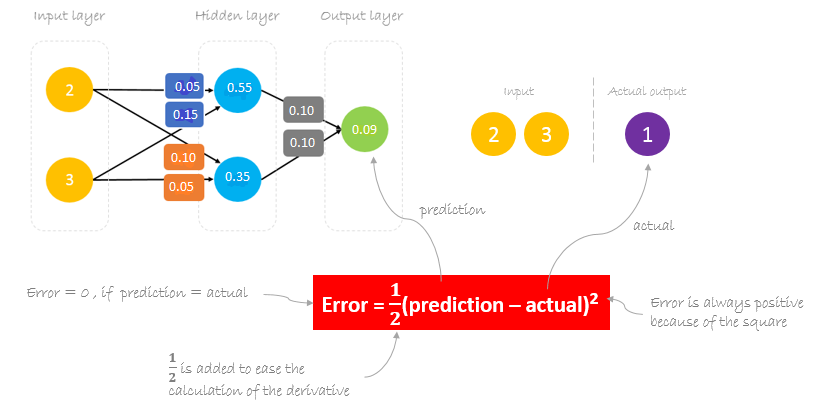 Input layer
Hidden layer
Output layer
2
3
0.05
0.15
0.10
0.05
0.55
0.35
0.10
0.10
0.09
Input
Actual output
2
3
1
prediction
actual
Error = 0 , if prediction = actual
Error = 1/2(prediction – actual)²
Error is always positive
because of the square
1/2 is added to ease the
calculation of the derivative